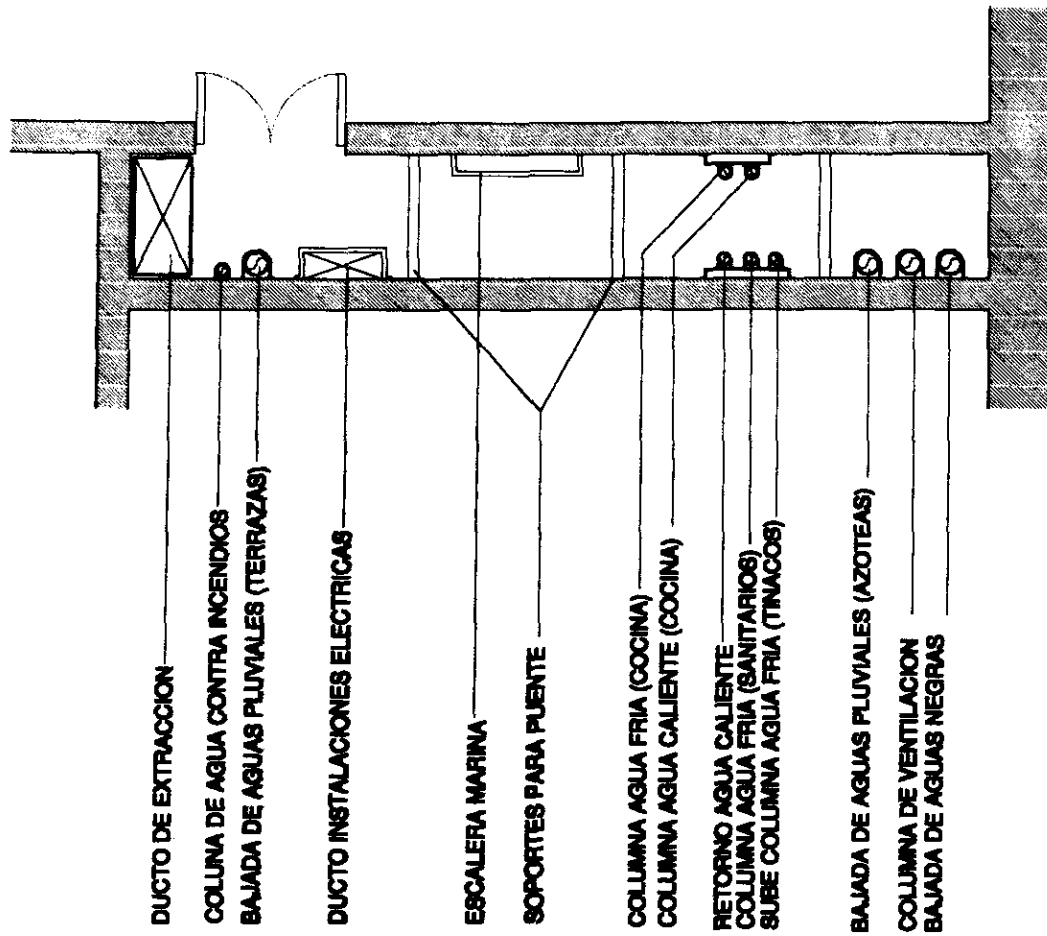 DUCTO DE EXTRACCION
COLUNA DE AGUA CONTRA INCENDIOS
BAJADA DE AGUAS PLUVIALES (TERRAZAS)
DUCTO INSTALACIONES ELECTRICAS
ESCALERA MARINA
SOPORTES PARA PUENTE
COLUMNA AGUA FRIA (COCINA)
COLUMNA AGUA CALIENTE (COCINA)
RETORNO AGUA CALIENTE
COLUMNA AGUA FRIA (SANITARIOS)
SUBE COLUMNA AGUA FRIA (TINACOS)
BAJADA DE AGUAS PLUVIALES (AZOTEAS)
COLUMNA DE VENTILACION
BAJADA DE AGUAS NEGRAS